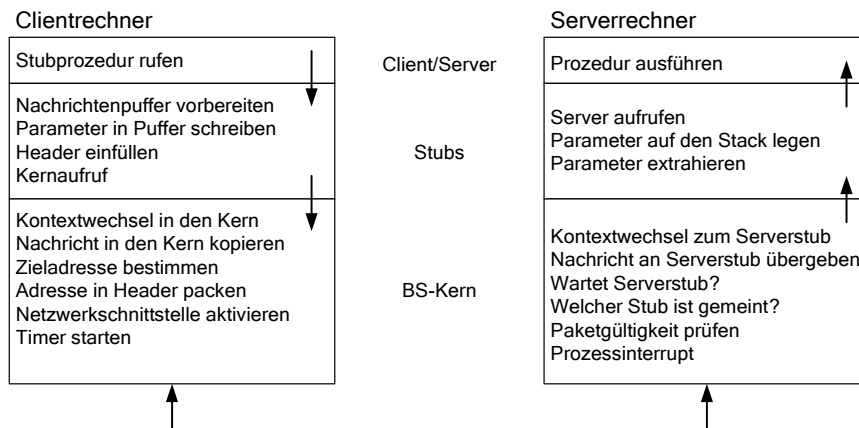 Clientrechner
Stubprozedur rufen
Nachrichtenpuffer vorbereiten
Parameter in Puffer schreiben
Header einfüllen
Kernaufruf
Kontextwechsel in den Kern
Nachricht in den Kern kopieren
Zieladresse bestimmen
Adresse in Header packen
Netzwerkschnittstelle aktivieren
Timer starten
Client/Server
Stubs
BS-Kern
Serverrechner
Prozedur ausführen
Server aufrufen
Parameter auf den Stack legen
Parameter extrahieren
Kontextwechsel zum Serverstub
Nachricht an Serverstub übergeben
Wartet Serverstub?
Welcher Stub ist gemeint?
Paketgültigkeit prüfen
Prozessinterrupt